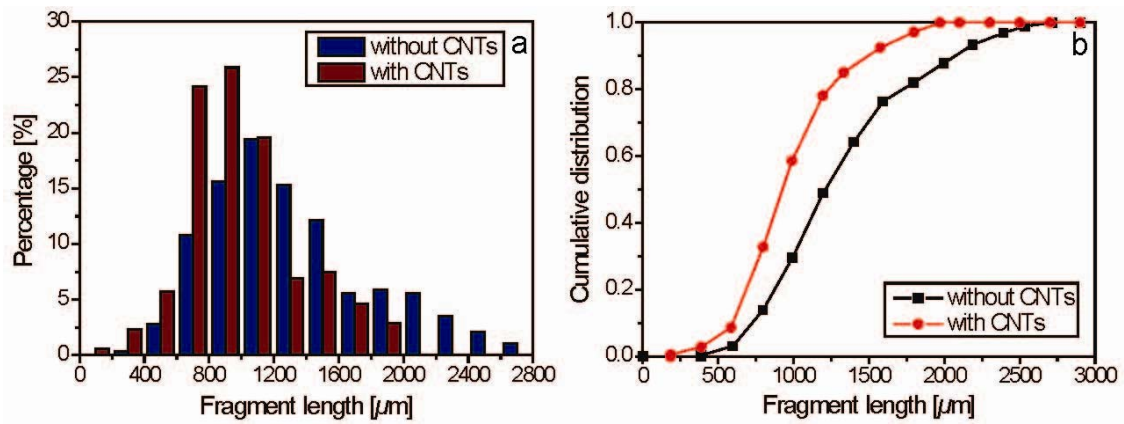 a
without CNTs
with CNTs
Percentage [%]
30
25
20
15
10
5
0
0 400 800 1200 1600 2000 2400 2800
Fragment length [µm]
b
Cumulative distribution
1.0
0.8
0.6
0.4
0.2
0.0
without CNTs
with CNTs
0 500 1000 1500 2000 2500 3000
Fragment length [µm]